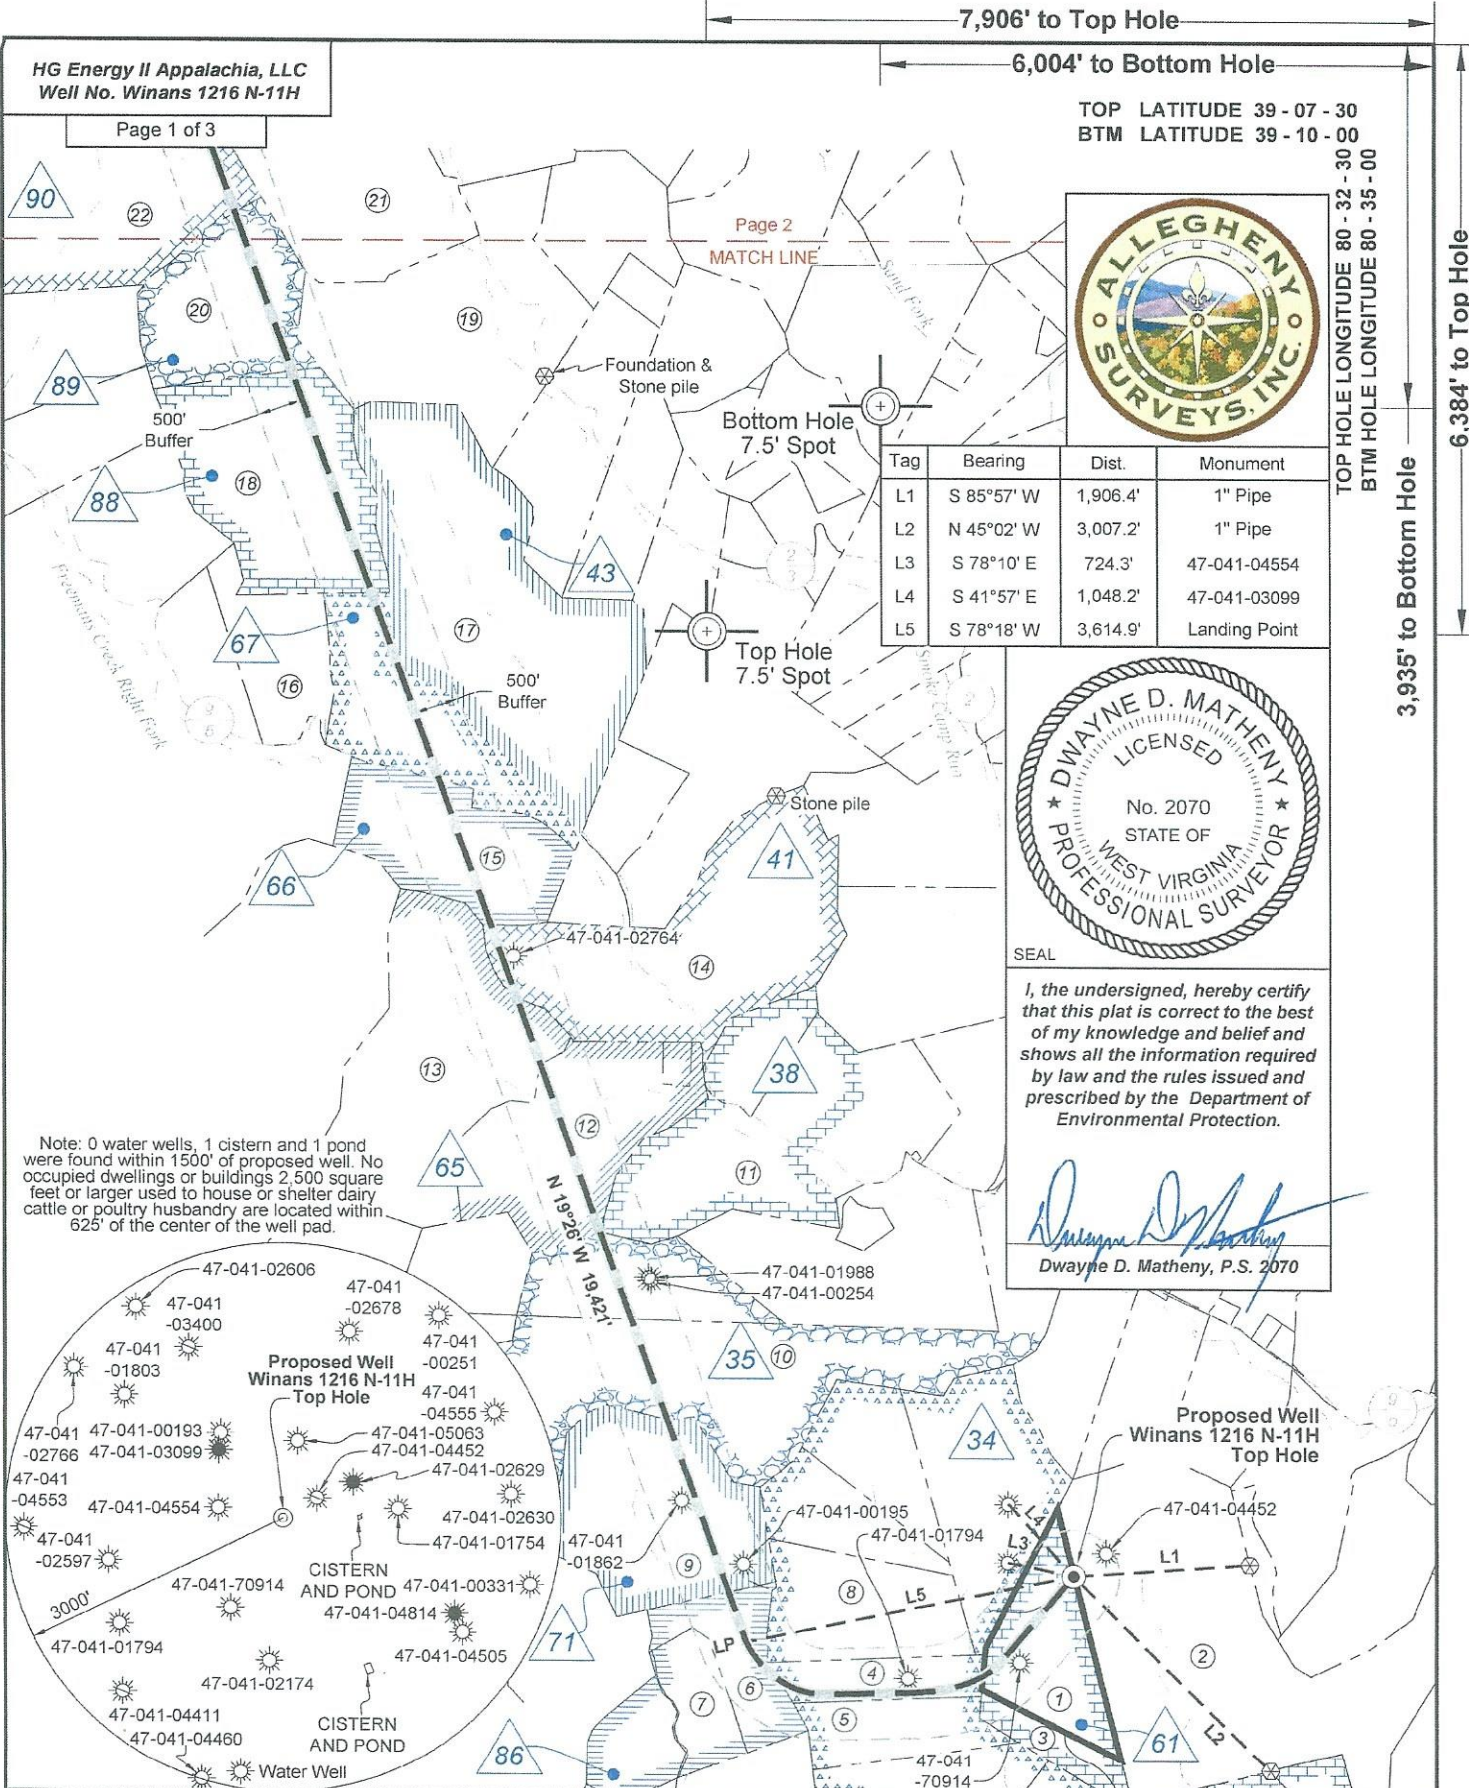 7,906' to Top Hole
6,004' to Bottom Hole
HG Energy II Appalachia, LLC
Well No. Winans 1216 N-11H
Page 1 of 3
TOP LATITUDE 39 - 07 - 30
BTM LATITUDE 39 - 10 - 00
TOP HOLE LONGITUDE 80 - 32 - 30
BTM HOLE LONGITUDE 80 - 35 - 00
6,384' to Top Hole
3,935' to Bottom Hole
90
22
21
Page 2
MATCH LINE
ALLEGHENY
SURVEYS, INC.
Sand Fork
20
19
89
Foundation &
Stone pile
500'
Buffer
Bottom Hole
7.5' Spot
88
18
43
Tag Bearing Dist. Monument
L1 S 85°57' W 1,906.4' 1" Pipe
L2 N 45°02' W 3,007.2' 1" Pipe
L3 S 78°10' E 724.3' 47-041-04554
L4 S 41°57' E 1,048.2' 47-041-03099
L5 S 78°18' W 3,614.9' Landing Point
Freemans Creek Right Fork
67
17
Top Hole
7.5' Spot
16
500'
Buffer
Smoke Camp Run
DWAYNE D. MATHENY
LICENSED
No. 2070
STATE OF
WEST VIRGINIA
PROFESSIONAL SURVEYOR
SEAL
Stone pile
15
41
66
47-041-02764
14
I, the undersigned, hereby certify
that this plat is correct to the best
of my knowledge and belief and
shows all the information required
by law and the rules issued and
prescribed by the Department of
Environmental Protection.
Dwayne D. Matheny, P.S. 2070
13
38
12
65
11
N 19°26' W 19,421'
Note: 0 water wells, 1 cistern and 1 pond
were found within 1500' of proposed well. No
occupied dwellings or buildings 2,500 square
feet or larger used to house or shelter dairy
cattle or poultry husbandry are located within
625' of the center of the well pad.
47-041-02606
47-041
-03400
47-041
-02678
47-041
-01803
47-041
-00251
Proposed Well
Winans 1216 N-11H
Top Hole
47-041
-04555
47-041
-02766
47-041-00193
47-041-03099
47-041-05063
47-041-04452
47-041-02629
47-041
-04553
47-041-04554
47-041-02630
47-041-01754
47-041
-02597
CISTERN
AND POND
47-041-70914
47-041-00331
3000'
47-041-04814
47-041-01794
47-041-04505
47-041-02174
47-041-04411
47-041-04460
CISTERN
AND POND
Water Well
47-041-01988
47-041-00254
35
10
34
Proposed Well
Winans 1216 N-11H
Top Hole
47-041-00195
47-041-01794
47-041-04452
47-041
-01862
9
L4
L3
L1
8
L5
71
LP
4
2
6
7
5
1
3
61
L2
86
47-041
-70914